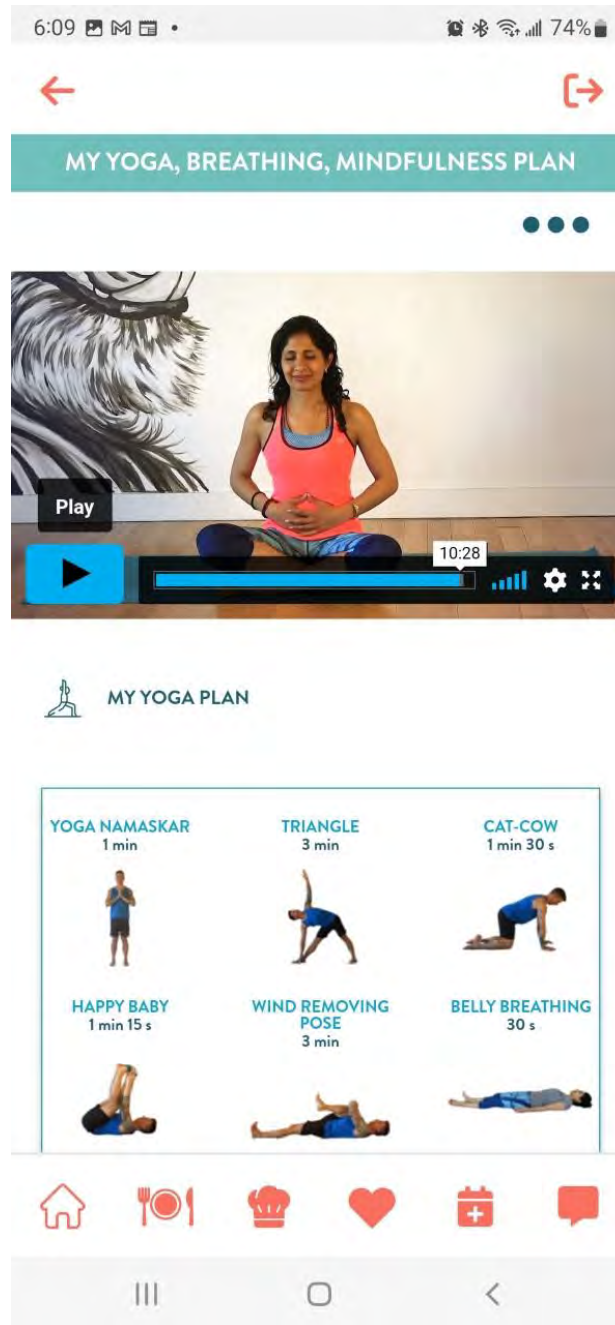 6:09
74%
MY YOGA, BREATHING, MINDFULNESS PLAN
Play
10:28
MY YOGA PLAN
YOGA NAMASKAR
1 min
TRIANGLE
3 min
CAT-COW
1 min 30 s
HAPPY BABY
1 min 15 s
WIND REMOVING
POSE
3 min
BELLY BREATHING
30 s